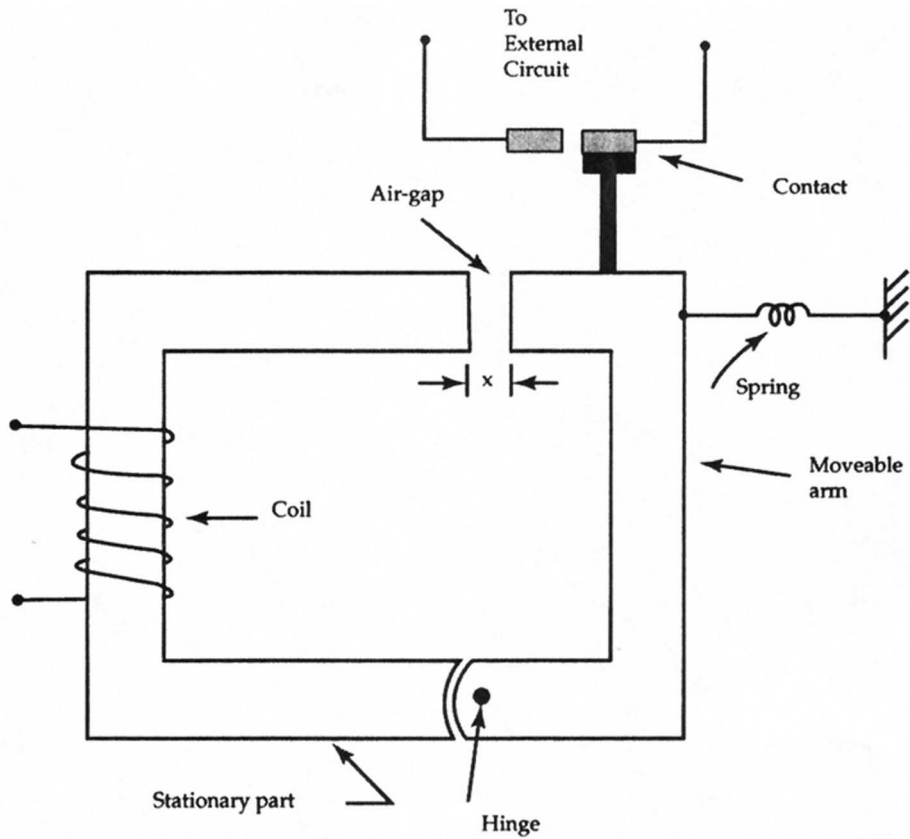 To
External
Circuit
Contact
Air-gap
x
Spring
Moveable
arm
Coil
Stationary part
Hinge